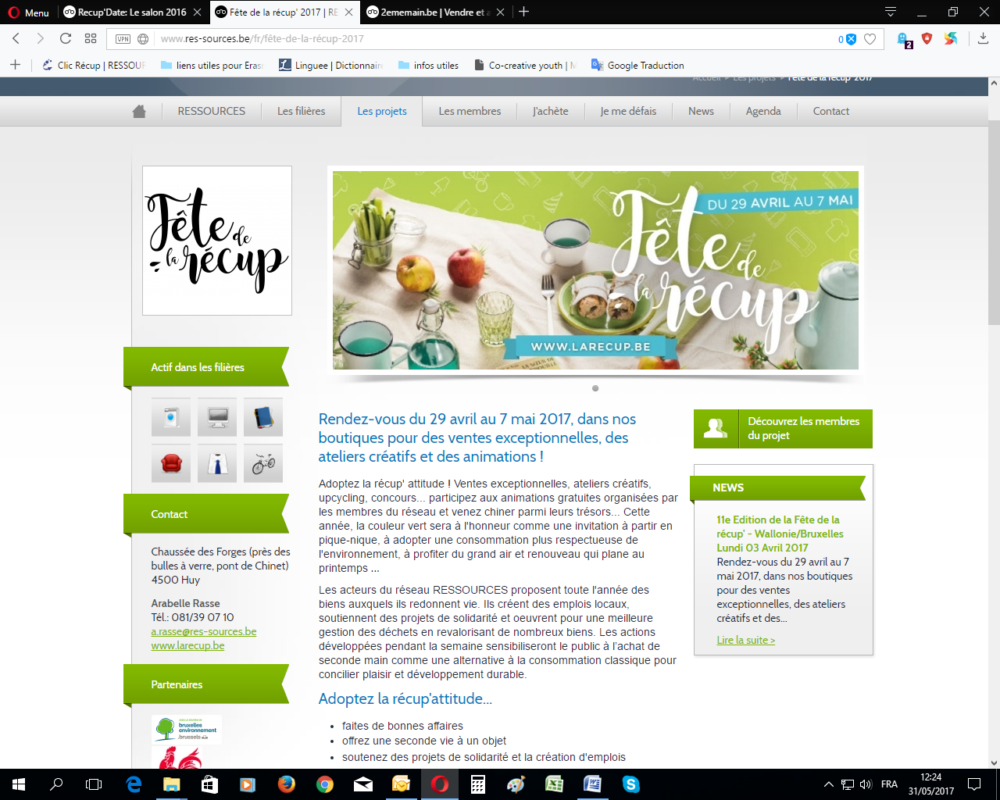 Menu
Recup'Date: Le salon 2016
Fête de la récup' 2017 | RE
2ememain.be | Vendre et a
VPN
www.res-sources.be/fr/fête-de-la-récup-2017
0
2
Clic Récup | RESSOUR
liens utiles pour Erasm
Linguee | Dictionnaire
infos utiles
Co-creative youth | M
Google Traduction
Accueil ▸ Les projets ▸ Fête de la récup' 2017
RESSOURCES
Les filières
Les projets
Les membres
J'achète
Je me défais
News
Agenda
Contact
Fête de la récup
DU 29 AVRIL AU 7 MAI
Fête de la récup
WWW.LARECUP.BE
Actif dans les filières
Contact
Chaussée des Forges (près des
bulles à verre, pont de Chinet)
4500 Huy
Arabelle Rasse
Tél.: 081/39 07 10
a.rasse@res-sources.be
www.larecup.be
Partenaires
bruxelles
environnement
.brussels
Rendez-vous du 29 avril au 7 mai 2017, dans nos
boutiques pour des ventes exceptionnelles, des
ateliers créatifs et des animations !
Adoptez la récup' attitude ! Ventes exceptionnelles, ateliers créatifs,
upcycling, concours... participez aux animations gratuites organisées par
les membres du réseau et venez chiner parmi leurs trésors... Cette
année, la couleur vert sera à l'honneur comme une invitation à partir en
pique-nique, à adopter une consommation plus respectueuse de
l'environnement, à profiter du grand air et renouveau qui plane au
printemps ...
Les acteurs du réseau RESSOURCES proposent toute l'année des
biens auxquels ils redonnent vie. Ils créent des emplois locaux,
soutiennent des projets de solidarité et oeuvrent pour une meilleure
gestion des déchets en revalorisant de nombreux biens. Les actions
développées pendant la semaine sensibiliseront le public à l'achat de
seconde main comme une alternative à la consommation classique pour
concilier plaisir et développement durable.
Adoptez la récup'attitude...
• faites de bonnes affaires
• offrez une seconde vie à un objet
• soutenez des projets de solidarité et la création d'emplois
Découvrez les membres
du projet
NEWS
11e Edition de la Fête de la
récup' - Wallonie/Bruxelles
Lundi 03 Avril 2017
Rendez-vous du 29 avril au 7
mai 2017, dans nos boutiques
pour des ventes
exceptionnelles, des ateliers
créatifs et des...
Lire la suite >
FRA
12:24
31/05/2017